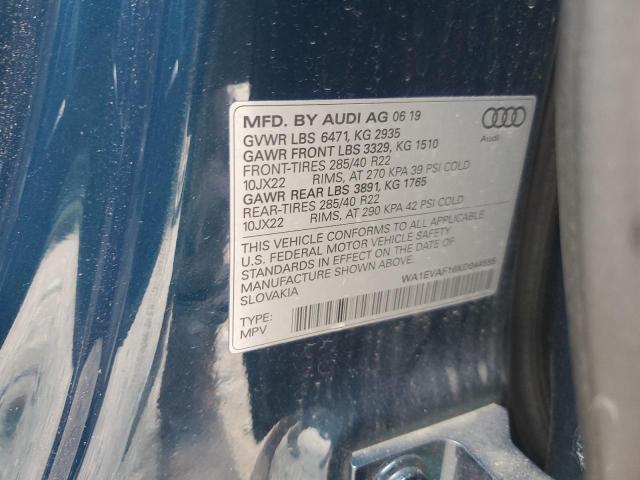 MFD. BY AUDI AG 06 19
GVWR LBS 6471, KG 2935
GAWR FRONT LBS 3329, KG 1510
FRONT-TIRES 285/40 R22
10JX22 RIMS, AT 270 KPA 39 PSI COLD
GAWR REAR LBS 3891, KG 1765
REAR-TIRES 285/40 R22
10JX22 RIMS, AT 290 KPA 42 PSI COLD
Audi
THIS VEHICLE CONFORMS TO ALL APPLICABLE
U.S. FEDERAL MOTOR VEHICLE SAFETY
STANDARDS IN EFFECT ON THE DATE OF
MANUFACTURE SHOWN ABOVE.
SLOVAKIA
WA1EVAF16KD044555
TYPE:
MPV